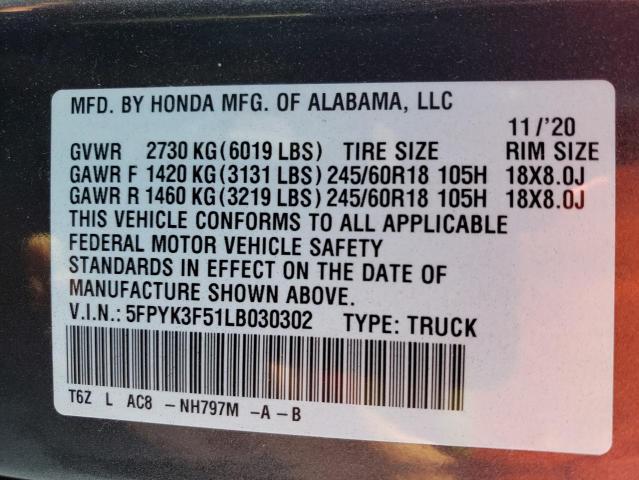 MFD. BY HONDA MFG. OF ALABAMA, LLC
11/'20
GVWR 2730 KG(6019 LBS) TIRE SIZE RIM SIZE
GAWR F 1420 KG(3131 LBS) 245/60R18 105H 18X8.0J
GAWR R 1460 KG(3219 LBS) 245/60R18 105H 18X8.0J
THIS VEHICLE CONFORMS TO ALL APPLICABLE
FEDERAL MOTOR VEHICLE SAFETY
STANDARDS IN EFFECT ON THE DATE OF
MANUFACTURE SHOWN ABOVE.
V.I.N.: 5FPYK3F51LB030302 TYPE: TRUCK
T6Z L AC8 -NH797M -A-B